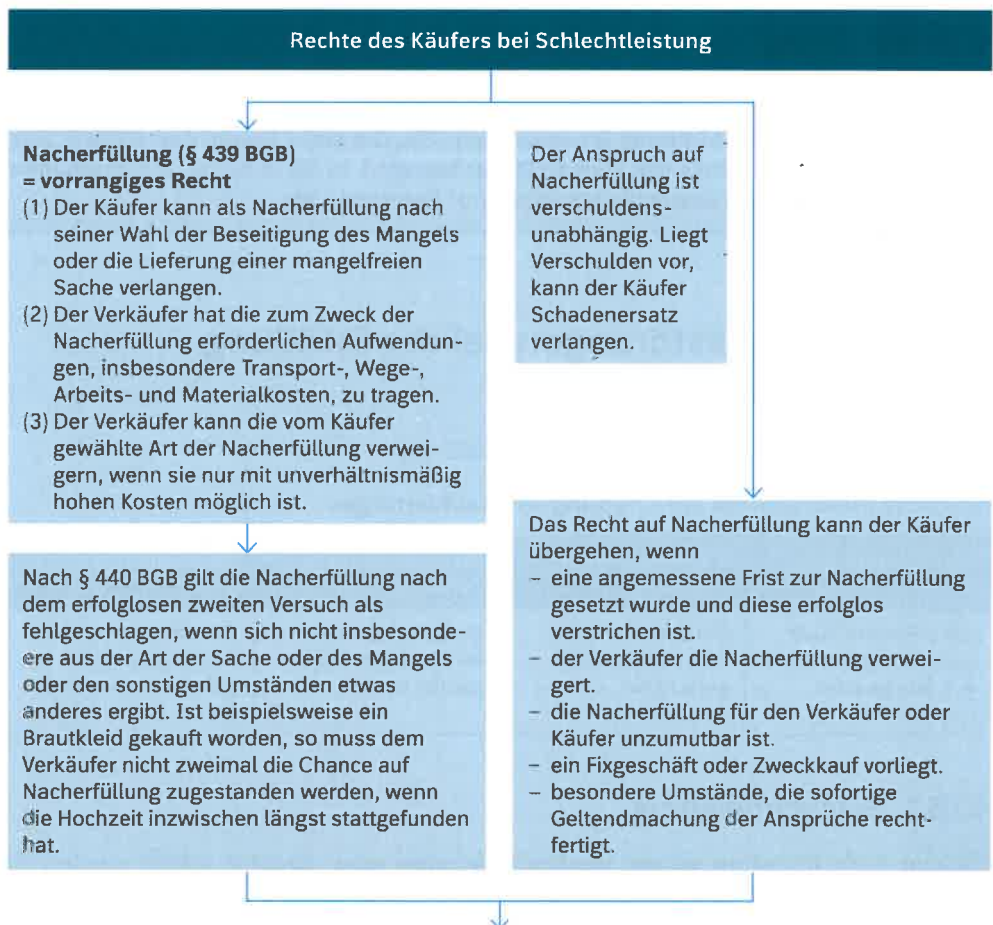 Rechte des Käufers bei Schlechtleistung
Nacherfüllung (§ 439 BGB)
= vorrangiges Recht
(1) Der Käufer kann als Nacherfüllung nach
seiner Wahl der Beseitigung des Mangels
oder die Lieferung einer mangelfreien
Sache verlangen.
(2) Der Verkäufer hat die zum Zweck der
Nacherfüllung erforderlichen Aufwendun-
gen, insbesondere Transport-, Wege-,
Arbeits- und Materialkosten, zu tragen.
(3) Der Verkäufer kann die vom Käufer
gewählte Art der Nacherfüllung verwei-
gern, wenn sie nur mit unverhältnismäßig
hohen Kosten möglich ist.
Der Anspruch auf
Nacherfüllung ist
verschuldens-
unabhängig. Liegt
Verschulden vor,
kann der Käufer
Schadenersatz
verlangen.
Nach § 440 BGB gilt die Nacherfüllung nach
dem erfolglosen zweiten Versuch als
fehlgeschlagen, wenn sich nicht insbesonde-
re aus der Art der Sache oder des Mangels
oder den sonstigen Umständen etwas
anderes ergibt. Ist beispielsweise ein
Brautkleid gekauft worden, so muss dem
Verkäufer nicht zweimal die Chance auf
Nacherfüllung zugestanden werden, wenn
die Hochzeit inzwischen längst stattgefunden
hat.
Das Recht auf Nacherfüllung kann der Käufer
übergehen, wenn
– eine angemessene Frist zur Nacherfüllung
gesetzt wurde und diese erfolglos
verstrichen ist.
– der Verkäufer die Nacherfüllung verwei-
gert.
– die Nacherfüllung für den Verkäufer oder
Käufer unzumutbar ist.
– ein Fixgeschäft oder Zweckkauf vorliegt.
– besondere Umstände, die sofortige
Geltendmachung der Ansprüche recht-
fertigt.